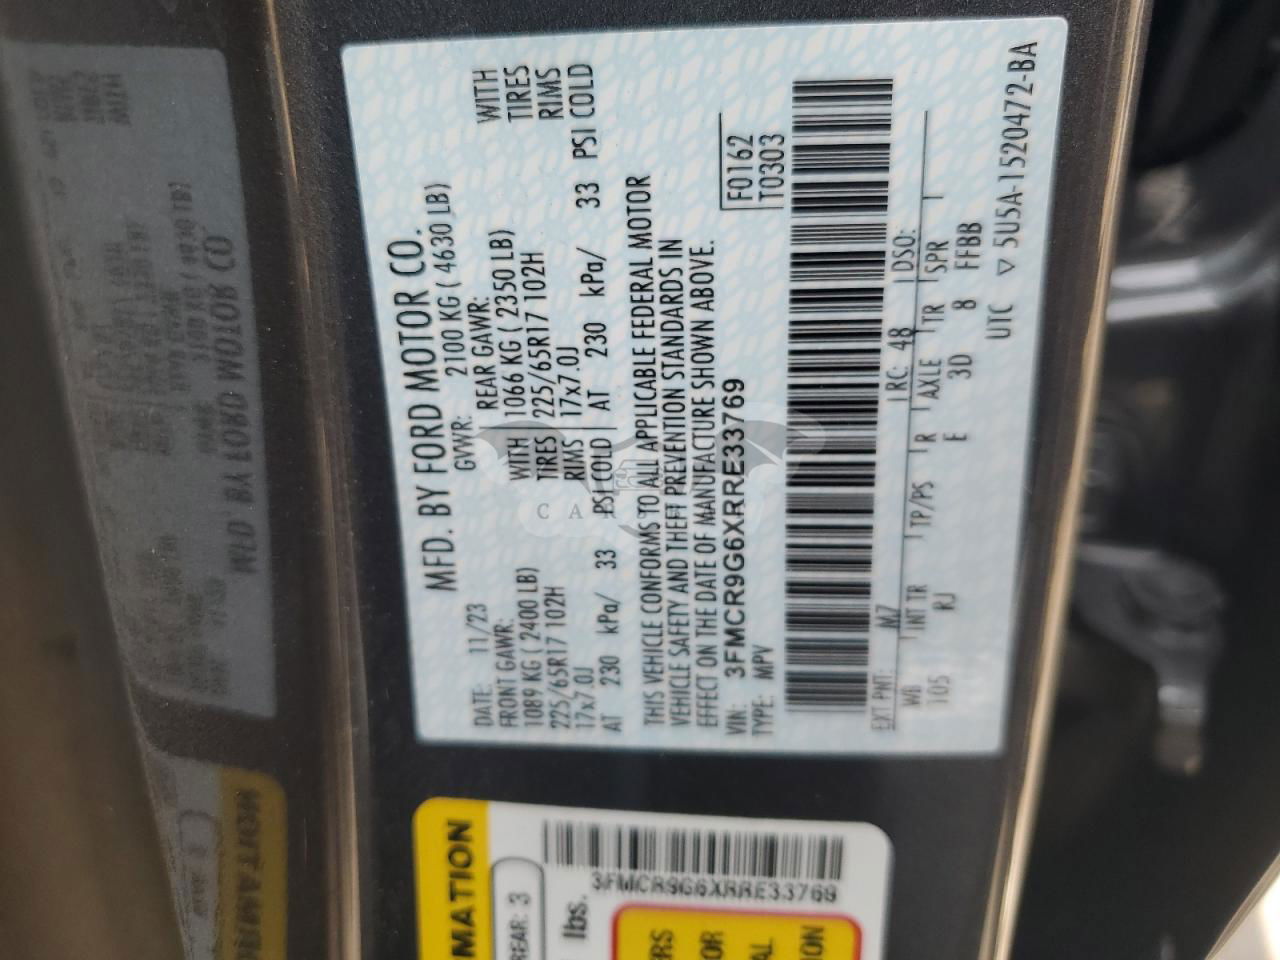 MFD. BY FORD MOTOR CO.
DATE: 11/23 GVWR: 2100 KG ( 4630 LB)
FRONT GAWR: REAR GAWR:
1089 KG ( 2400 LB) WITH 1066 KG ( 2350 LB) WITH
225/65R17 102H TIRES 225/65R17 102H TIRES
17x7.0J RIMS 17x7.0J RIMS
AT 230 kPa/ 33 PSI COLD AT 230 kPa/ 33 PSI COLD
THIS VEHICLE CONFORMS TO ALL APPLICABLE FEDERAL MOTOR
VEHICLE SAFETY AND THEFT PREVENTION STANDARDS IN
EFFECT ON THE DATE OF MANUFACTURE SHOWN ABOVE.
VIN: 3FMCR9G6XRRE33769 F0162
TYPE: MPV T0303
EXT PNT: M7 RC: 48 DSO:
WB INT TR TP/PS R AXLE TR SPR
105 RJ E 3D 8 FFBB
UTC ▽ 5U5A-1520472-BA
MATION
REAR: 3
3FMCR9G6XRRE33769
lbs.
ERS
OR
AL
ION